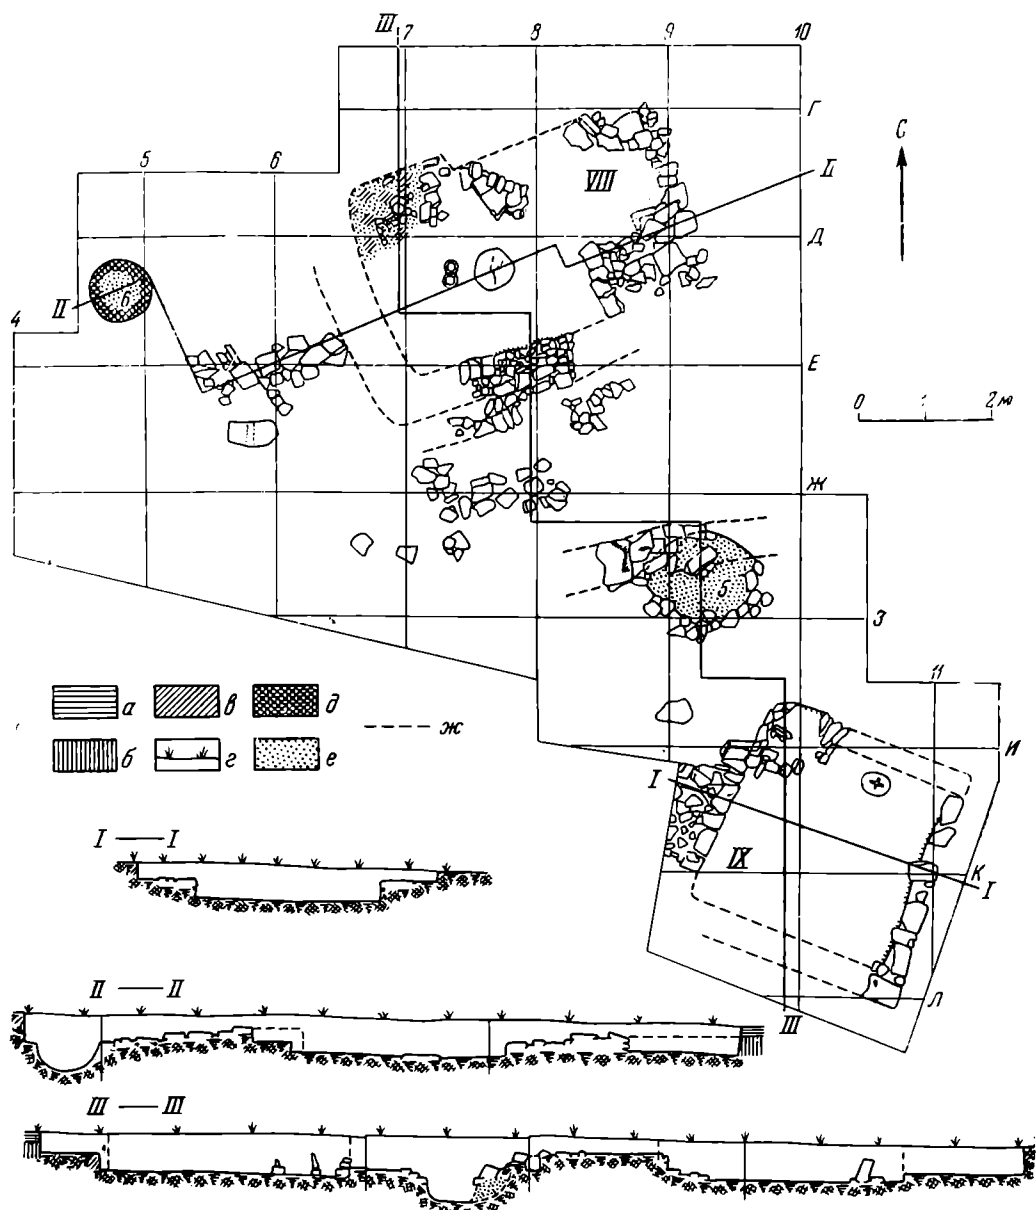 III
7 8 9 10
Г
С
5 6
VIII
II
Д
6
II
4
Е
0 1 2 м
Ж
5
З
а в д ж
11
б г е
И
I
IX
К
I
I — I
Л
III
II — II
III — III